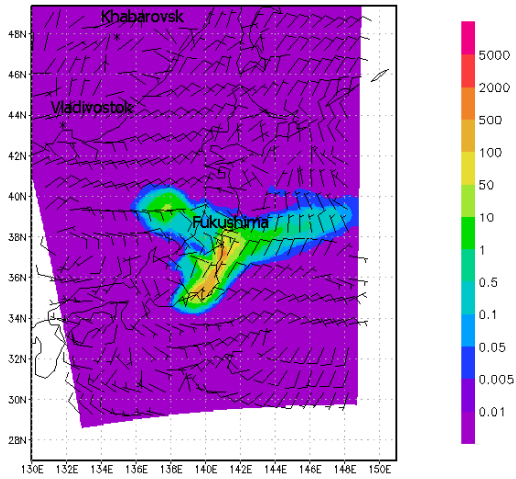 Khabarovsk
Vladivostok
Fukushima
48N
46N
44N
42N
40N
38N
36N
34N
32N
30N
28N
130E 132E 134E 136E 138E 140E 142E 144E 146E 148E 150E
5000
2000
500
100
50
10
1
0.5
0.1
0.05
0.005
0.01